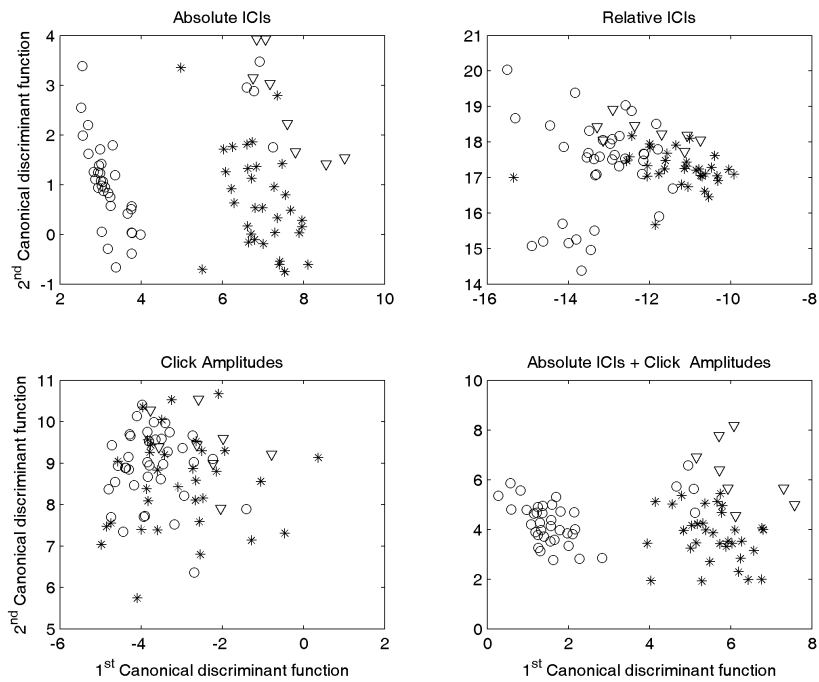 Absolute ICIs
2nd Canonical discriminant function
4
3
2
1
0
-1
2 4 6 8 10
Relative ICIs
21
20
19
18
17
16
15
14
-16 -14 -12 -10 -8
Click Amplitudes
2nd Canonical discriminant function
11
10
9
8
7
6
5
-6 -4 -2 0 2
1st Canonical discriminant function
Absolute ICIs + Click Amplitudes
10
8
6
4
2
0
0 2 4 6 8
1st Canonical discriminant function